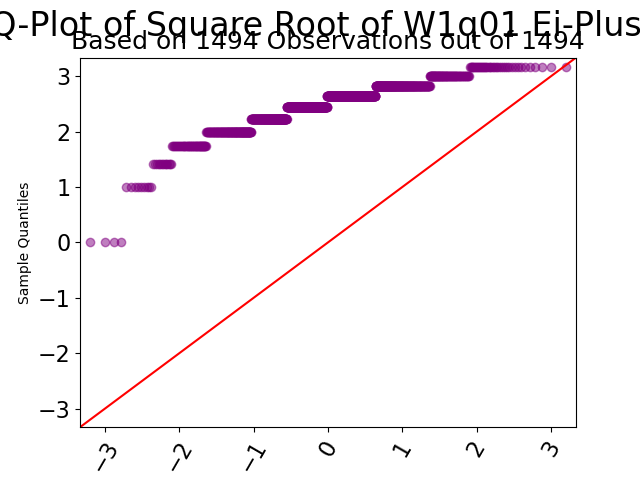 Q-Plot of Square Root of W1q01 Ei-Plus
Based on 1494 Observations out of 1494
3
2
1
0
−1
−2
−3
Sample Quantiles
−3 −2 −1 0 1 2 3